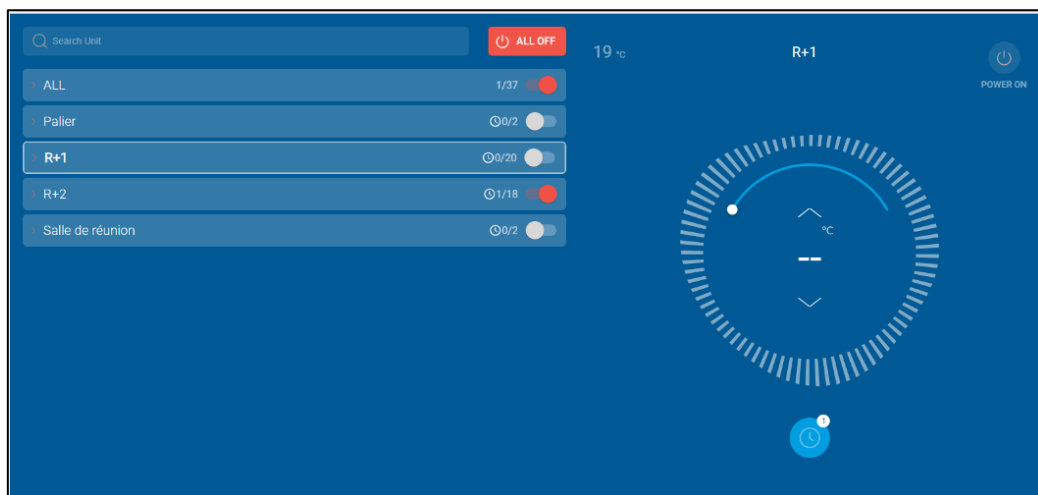 Search Unit
ALL OFF
ALL 1/37
Palier 0/2
R+1 0/20
R+2 1/18
Salle de réunion 0/2
19 °C
R+1
POWER ON
°C
--
1